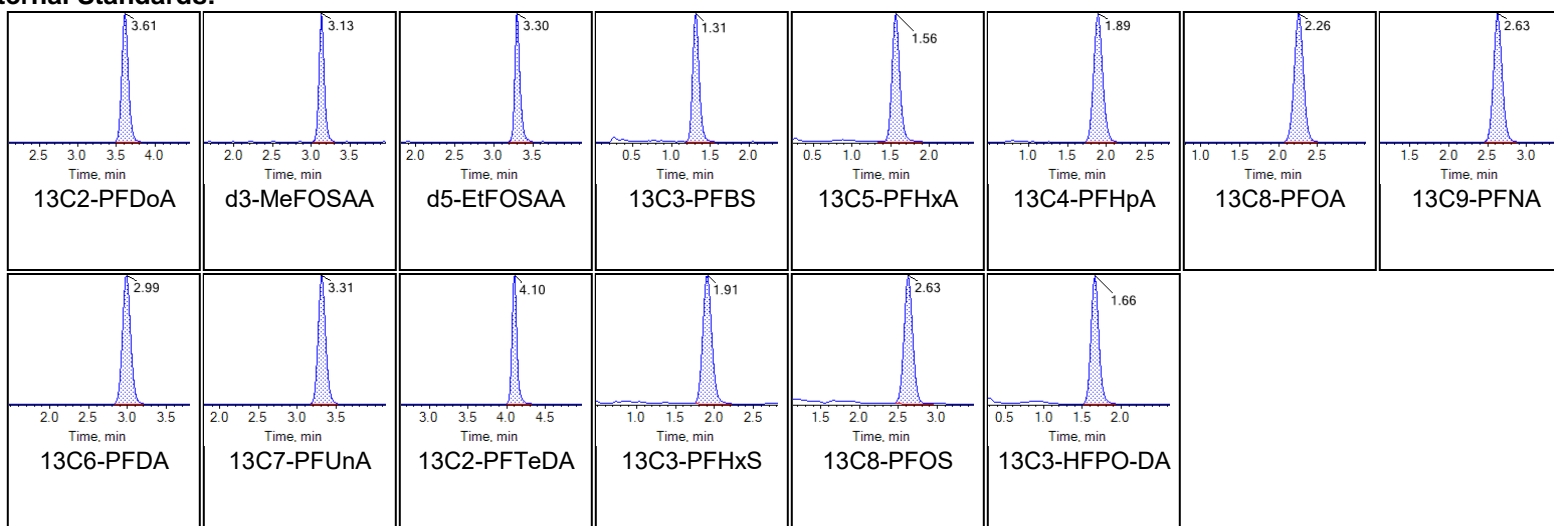 ternal Standards:
3.61 3.13 3.30 1.31 1.56 1.89 2.26 2.63
2.5 3.0 3.5 4.0 2.0 2.5 3.0 3.5 2.0 2.5 3.0 3.5 0.5 1.0 1.5 2.0 0.5 1.0 1.5 2.0 1.0 1.5 2.0 2.5 1.0 1.5 2.0 2.5 1.5 2.0 2.5 3.0
Time, min Time, min Time, min Time, min Time, min Time, min Time, min Time, min
13C2-PFDoA d3-MeFOSAA d5-EtFOSAA 13C3-PFBS 13C5-PFHxA 13C4-PFHpA 13C8-PFOA 13C9-PFNA
2.99 3.31 4.10 1.91 2.63 1.66
2.0 2.5 3.0 3.5 2.0 2.5 3.0 3.5 3.0 3.5 4.0 4.5 1.0 1.5 2.0 2.5 1.5 2.0 2.5 3.0 0.5 1.0 1.5 2.0
Time, min Time, min Time, min Time, min Time, min Time, min
13C6-PFDA 13C7-PFUnA 13C2-PFTeDA 13C3-PFHxS 13C8-PFOS 13C3-HFPO-DA